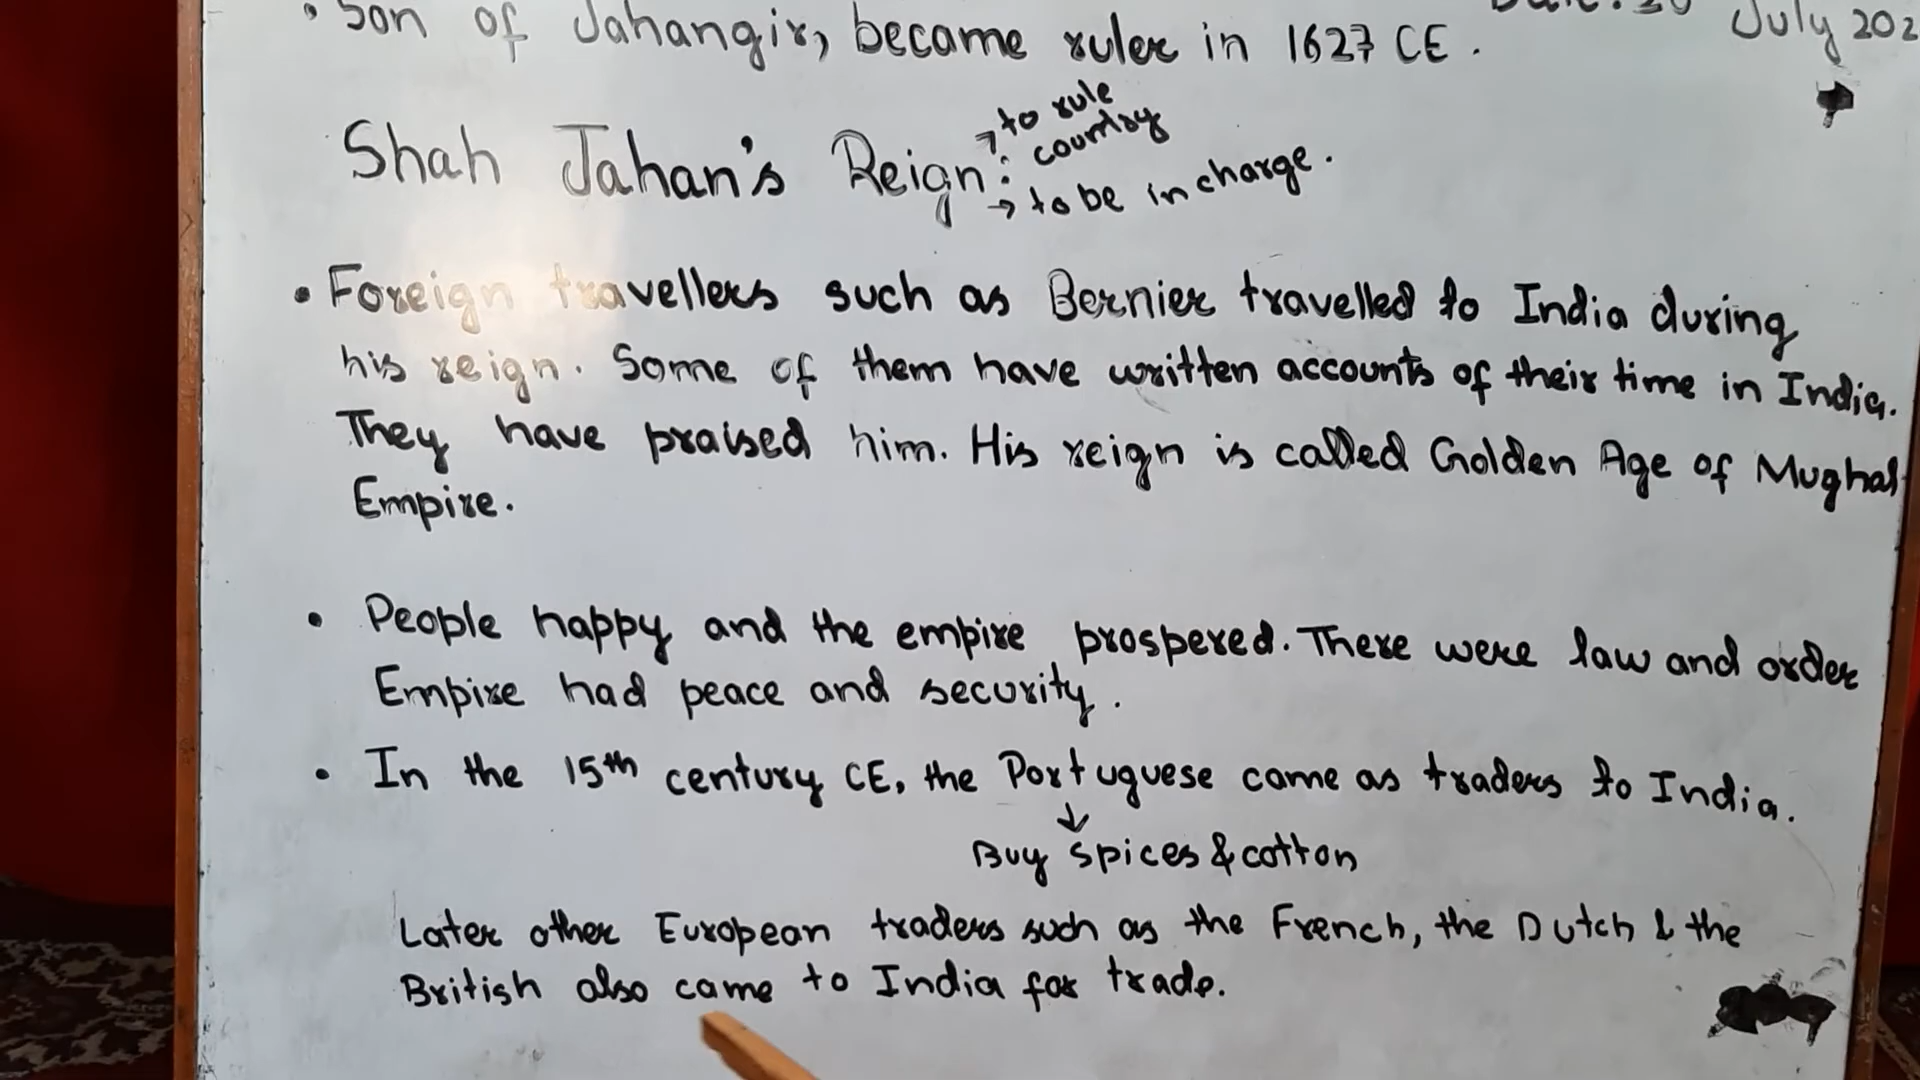 • Son of Jahangir, became ruler in 1627 CE.
July 202
Shah Jahan's Reign:
→ to rule
country
→ to be in charge.
• Foreign travellers such as Bernier travelled to India during
his reign. Some of them have written accounts of their time in India.
They have praised him. His reign is called Golden Age of Mughal
Empire.
• People happy and the empire prospered. There were law and order
Empire had peace and security.
• In the 15th century CE, the Portuguese came as traders to India.
↓
Buy spices & cotton
Later other European traders such as the French, the Dutch & the
British also came to India for trade.